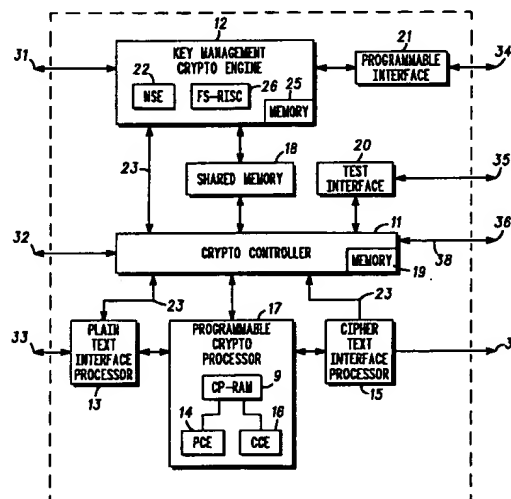 12
31
KEY MANAGEMENT
CRYPTO ENGINE
21
PROGRAMMABLE
INTERFACE
34
22
NSE
26
FS-RISC
25
MEMORY
20
TEST
INTERFACE
35
23
18
SHARED MEMORY
11
36
32
CRYPTO CONTROLLER
MEMORY
19
38
23
17
23
33
PLAIN
TEXT
INTERFACE
PROCESSOR
13
PROGRAMMABLE
CRYPTO
PROCESSOR
CP-RAM
9
14
PCE
16
CCE
CIPHER
TEXT
INTERFACE
PROCESSOR
15